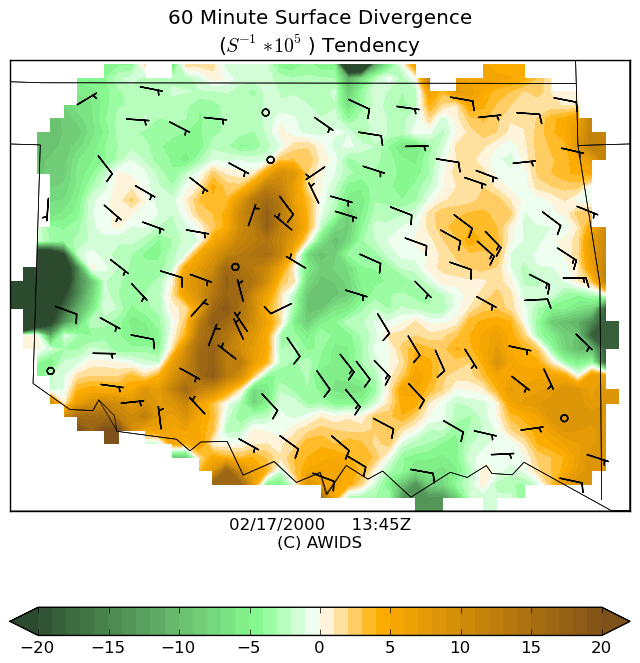 60 Minute Surface Divergence
(S⁻¹ *10⁵ ) Tendency
02/17/2000 13:45Z
(C) AWIDS
−20 −15 −10 −5 0 5 10 15 20